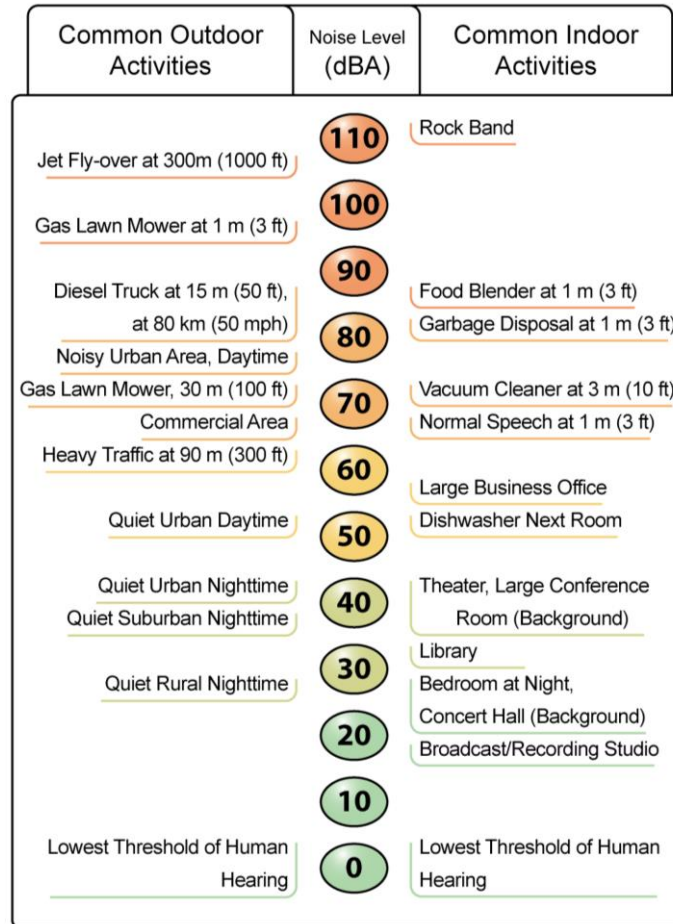 Common Outdoor
Activities
Noise Level
(dBA)
Common Indoor
Activities
110
Rock Band
Jet Fly-over at 300m (1000 ft)
100
Gas Lawn Mower at 1 m (3 ft)
90
Diesel Truck at 15 m (50 ft),
at 80 km (50 mph)
Food Blender at 1 m (3 ft)
80
Garbage Disposal at 1 m (3 ft)
Noisy Urban Area, Daytime
Gas Lawn Mower, 30 m (100 ft)
70
Vacuum Cleaner at 3 m (10 ft)
Commercial Area
Normal Speech at 1 m (3 ft)
Heavy Traffic at 90 m (300 ft)
60
Large Business Office
Quiet Urban Daytime
50
Dishwasher Next Room
Quiet Urban Nighttime
40
Theater, Large Conference
Room (Background)
Quiet Suburban Nighttime
30
Library
Quiet Rural Nighttime
Bedroom at Night,
Concert Hall (Background)
20
Broadcast/Recording Studio
10
Lowest Threshold of Human
Hearing
0
Lowest Threshold of Human
Hearing